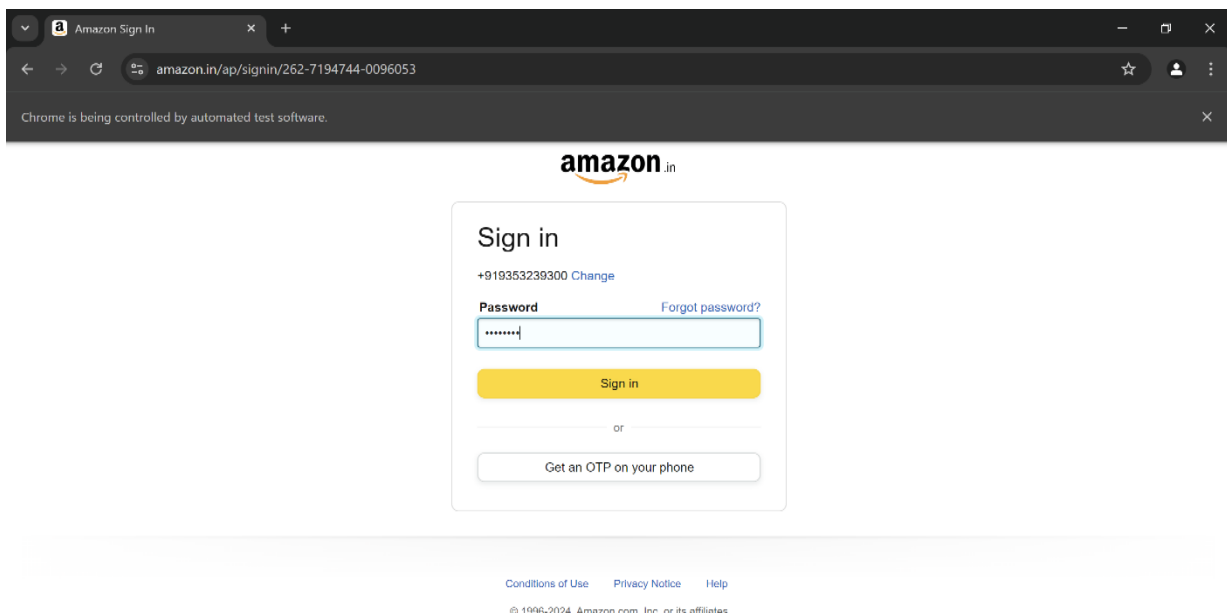 Amazon Sign In
amazon.in/ap/signin/262-7194744-0096053
Chrome is being controlled by automated test software.
amazon.in
Sign in
+919353239300 Change
Password Forgot password?
••••••••
Sign in
or
Get an OTP on your phone
Conditions of Use Privacy Notice Help
© 1996-2024, Amazon.com, Inc. or its affiliates